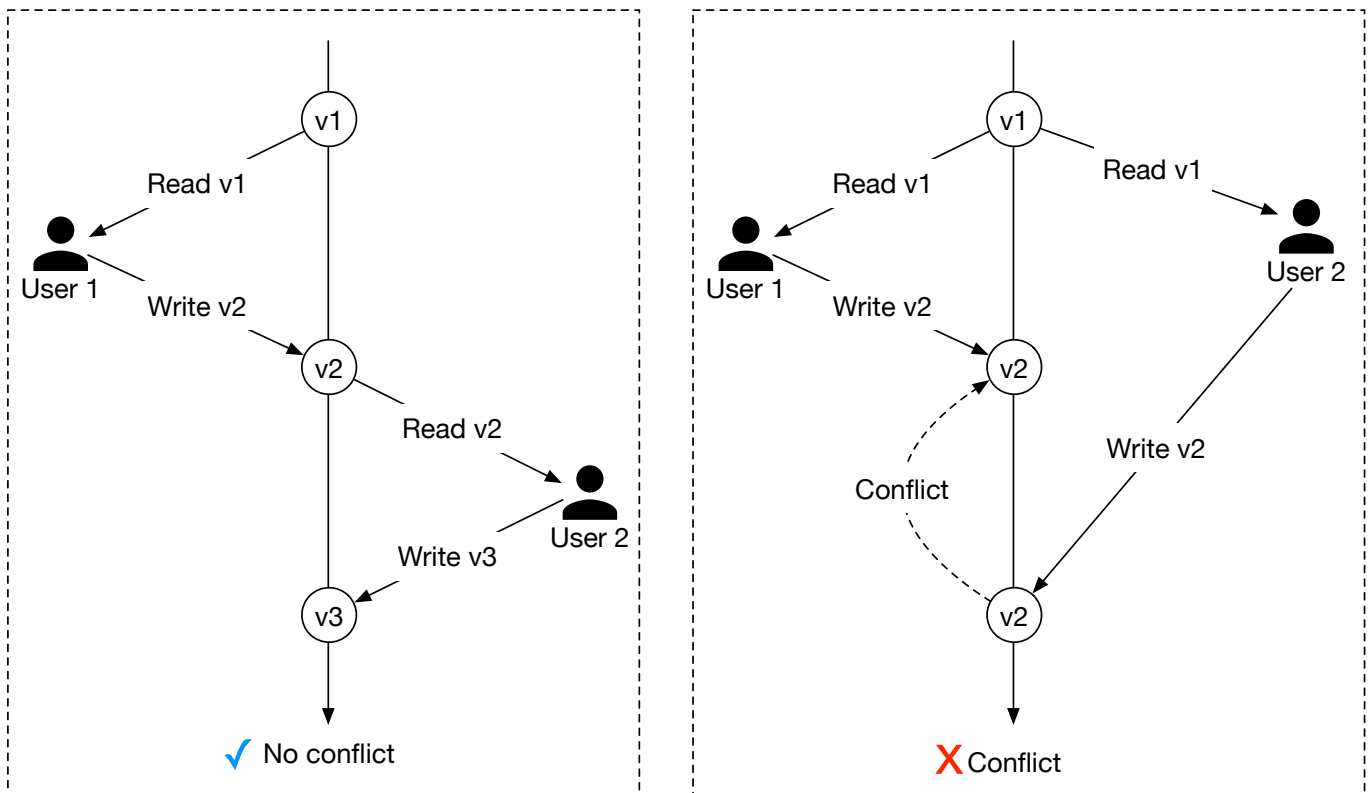 v1
Read v1
User 1
Write v2
v2
Read v2
User 2
Write v3
v3
✓ No conflict
v1
Read v1
Read v1
User 1
User 2
Write v2
v2
Write v2
Conflict
v2
X Conflict